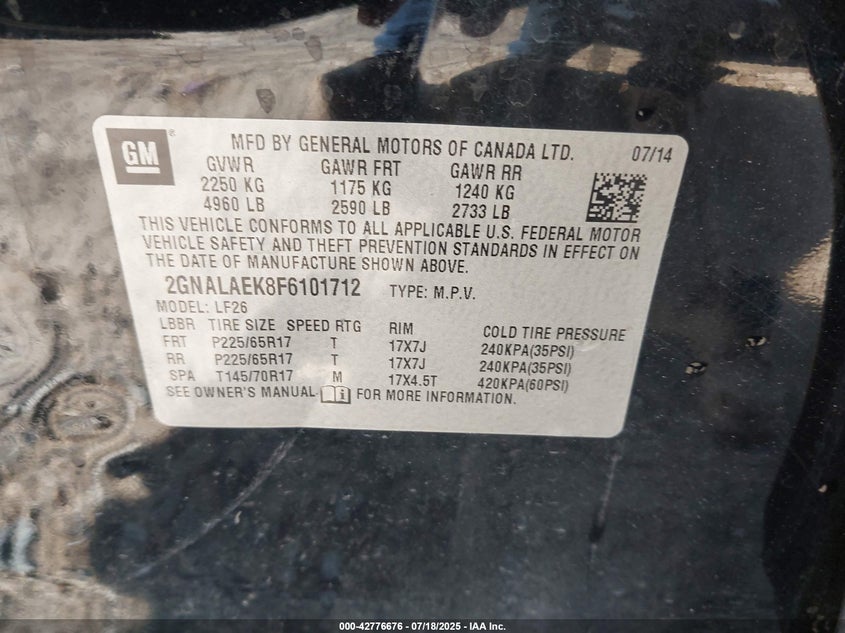 GM ®
MFD BY GENERAL MOTORS OF CANADA LTD. 07/14
GVWR GAWR FRT GAWR RR
2250 KG 1175 KG 1240 KG
4960 LB 2590 LB 2733 LB
THIS VEHICLE CONFORMS TO ALL APPLICABLE U.S. FEDERAL MOTOR
VEHICLE SAFETY AND THEFT PREVENTION STANDARDS IN EFFECT ON
THE DATE OF MANUFACTURE SHOWN ABOVE.
2GNALAEK8F6101712 TYPE: M.P.V.
MODEL: LF26
LBBR TIRE SIZE SPEED RTG RIM COLD TIRE PRESSURE
FRT P225/65R17 T 17X7J 240KPA(35PSI)
RR P225/65R17 T 17X7J 240KPA(35PSI)
SPA T145/70R17 M 17X4.5T 420KPA(60PSI)
SEE OWNER'S MANUAL FOR MORE INFORMATION.
000-42776676 - 07/18/2025 - IAA Inc.